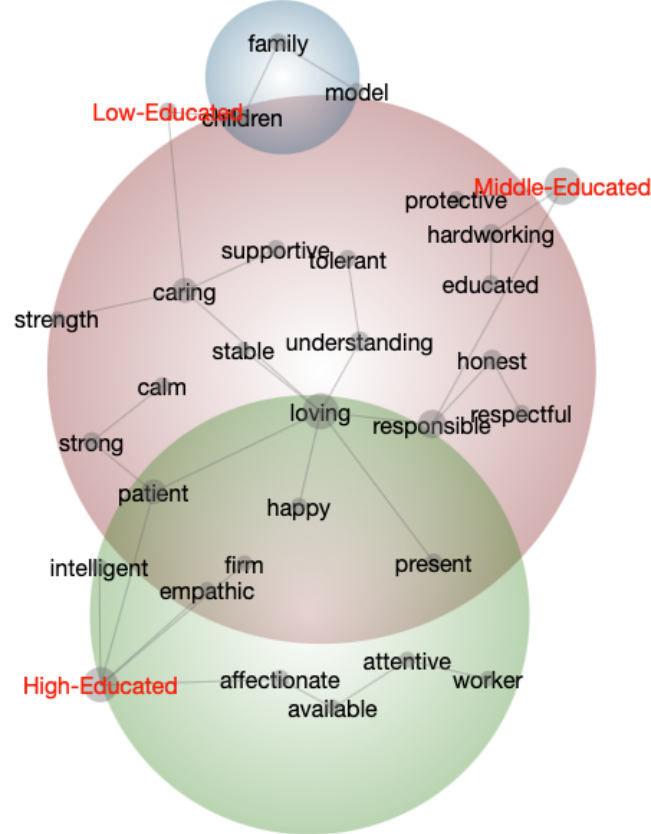 family
model
Low-Educated
children
Middle-Educated
protective
hardworking
supportive
tolerant
educated
caring
strength
understanding
stable
honest
calm
loving
respectful
responsible
strong
patient
happy
intelligent
firm
present
empathic
attentive
High-Educated
affectionate
worker
available